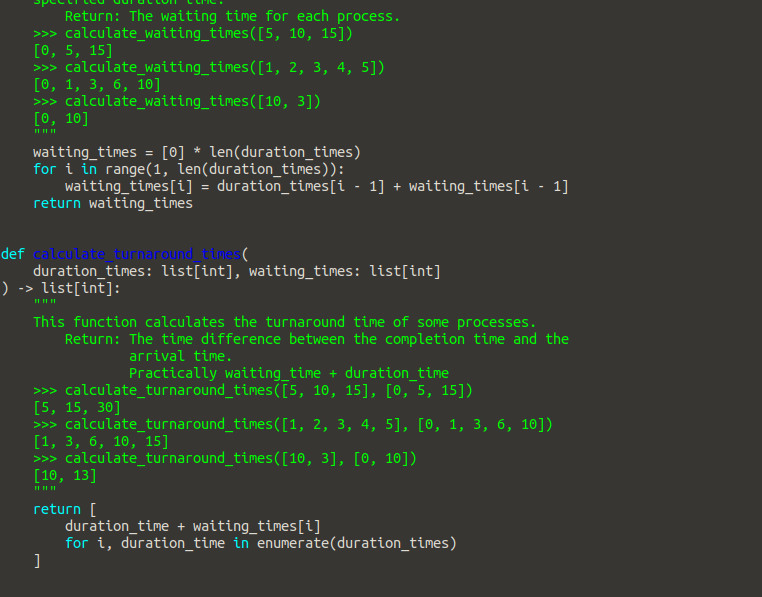 specified duration time.
        Return: The waiting time for each process.
    >>> calculate_waiting_times([5, 10, 15])
    [0, 5, 15]
    >>> calculate_waiting_times([1, 2, 3, 4, 5])
    [0, 1, 3, 6, 10]
    >>> calculate_waiting_times([10, 3])
    [0, 10]
    """
    waiting_times = [0] * len(duration_times)
    for i in range(1, len(duration_times)):
        waiting_times[i] = duration_times[i - 1] + waiting_times[i - 1]
    return waiting_times
def calculate_turnaround_times(
    duration_times: list[int], waiting_times: list[int]
) -> list[int]:
    """
    This function calculates the turnaround time of some processes.
        Return: The time difference between the completion time and the
                arrival time.
                Practically waiting_time + duration_time
    >>> calculate_turnaround_times([5, 10, 15], [0, 5, 15])
    [5, 15, 30]
    >>> calculate_turnaround_times([1, 2, 3, 4, 5], [0, 1, 3, 6, 10])
    [1, 3, 6, 10, 15]
    >>> calculate_turnaround_times([10, 3], [0, 10])
    [10, 13]
    """
    return [
        duration_time + waiting_times[i]
        for i, duration_time in enumerate(duration_times)
    ]